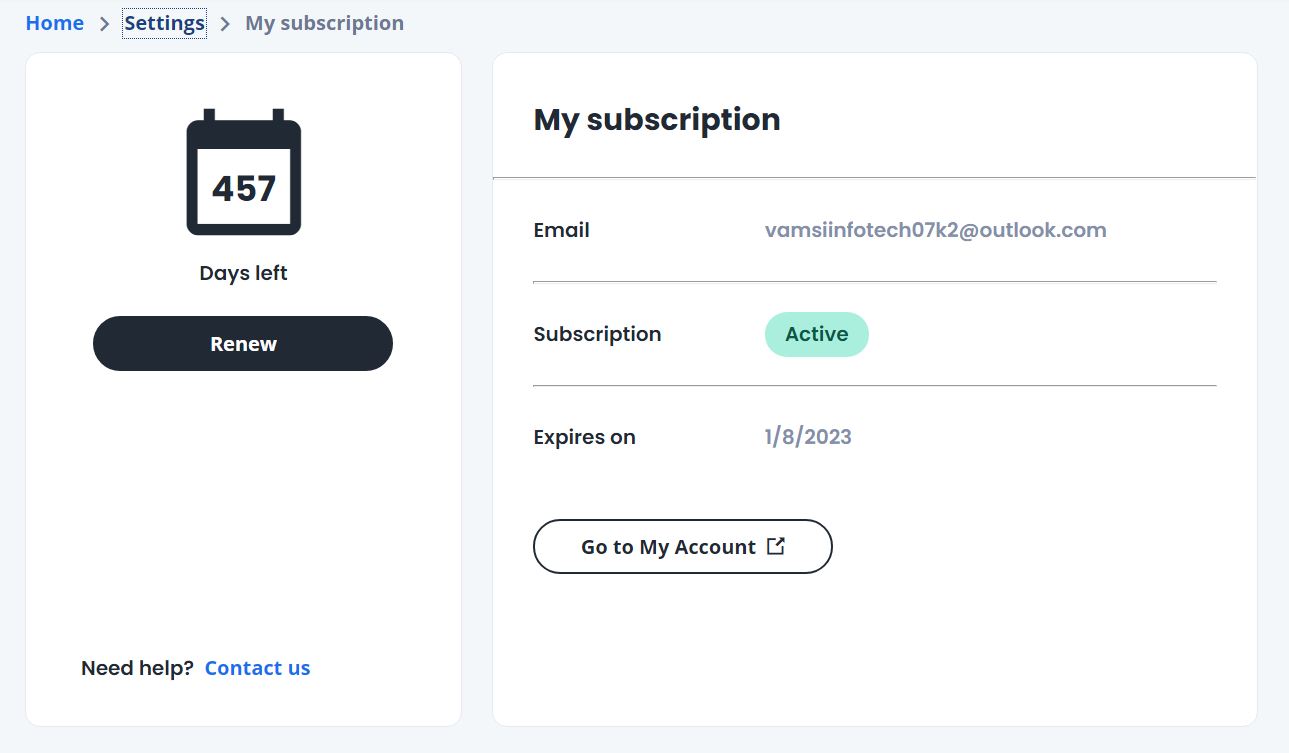 Home > Settings > My subscription
457
Days left
Renew
Need help? Contact us
My subscription
Email vamsiinfotech07k2@outlook.com
Subscription Active
Expires on 1/8/2023
Go to My Account